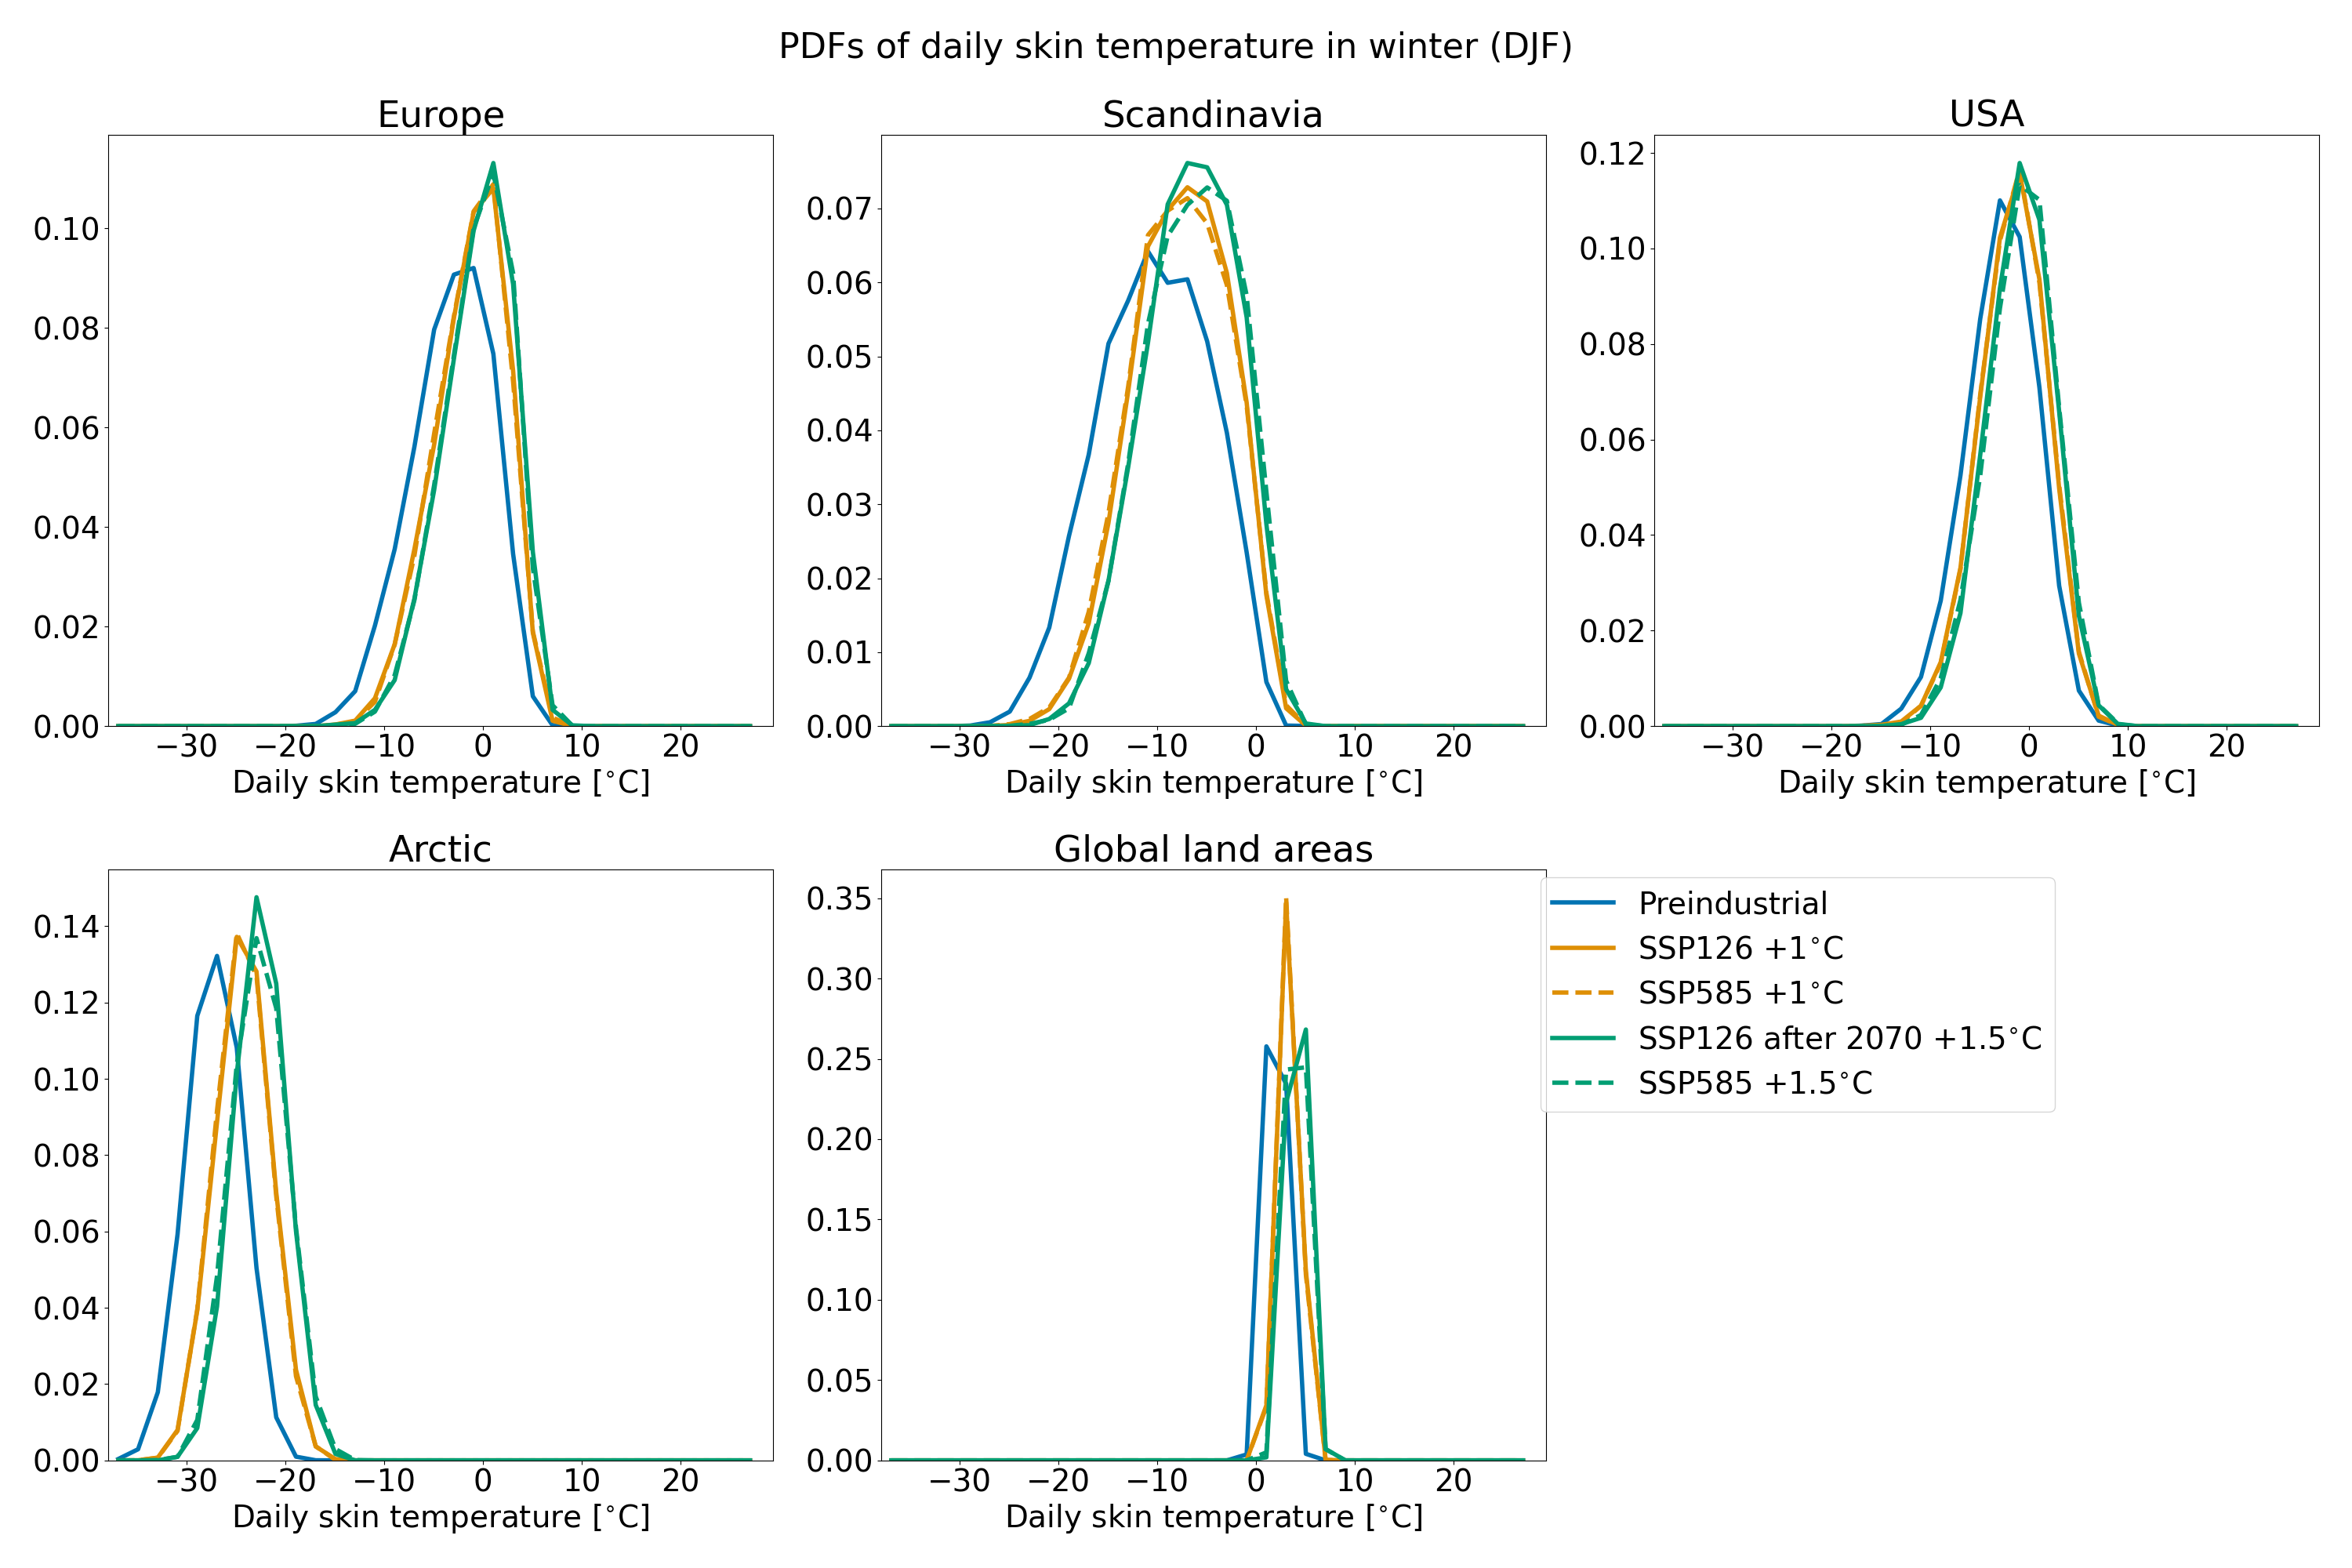 PDFs of daily skin temperature in winter (DJF)
Europe
0.10
0.08
0.06
0.04
0.02
0.00
−30 −20 −10 0 10 20
Daily skin temperature [°C]
Scandinavia
0.07
0.06
0.05
0.04
0.03
0.02
0.01
0.00
−30 −20 −10 0 10 20
Daily skin temperature [°C]
USA
0.12
0.10
0.08
0.06
0.04
0.02
0.00
−30 −20 −10 0 10 20
Daily skin temperature [°C]
Arctic
0.14
0.12
0.10
0.08
0.06
0.04
0.02
0.00
−30 −20 −10 0 10 20
Daily skin temperature [°C]
Global land areas
0.35
0.30
0.25
0.20
0.15
0.10
0.05
0.00
−30 −20 −10 0 10 20
Daily skin temperature [°C]
Preindustrial
SSP126 +1°C
SSP585 +1°C
SSP126 after 2070 +1.5°C
SSP585 +1.5°C